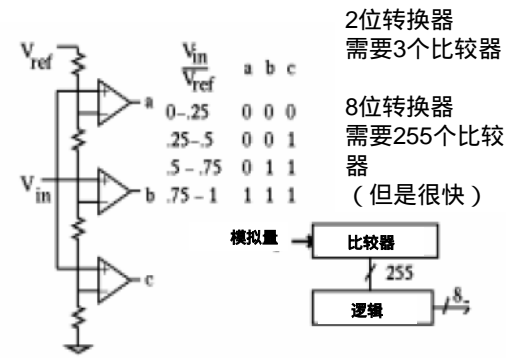 2位转换器
需要3个比较器
8位转换器
需要255个比较
器
（但是很快）
Vref
Vin
a
b
c
Vin
Vref
a b c
0–.25 0 0 0
.25–.5 0 0 1
.5 – .75 0 1 1
.75 – 1 1 1 1
模拟量
比较器
255
逻辑
8